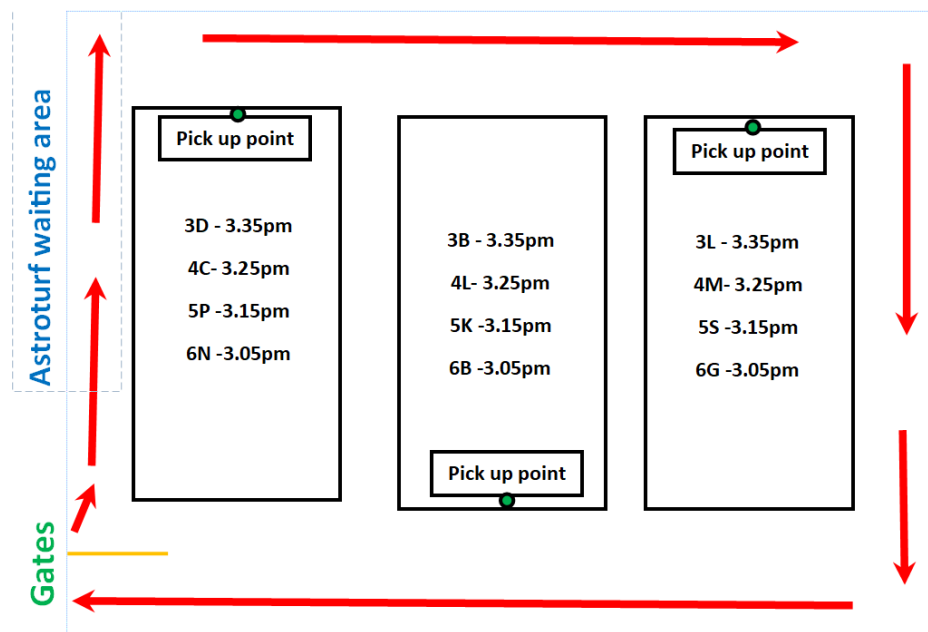 Astroturf waiting area
Gates
Pick up point
3D - 3.35pm
4C- 3.25pm
5P -3.15pm
6N -3.05pm
3B - 3.35pm
4L- 3.25pm
5K -3.15pm
6B -3.05pm
Pick up point
Pick up point
3L - 3.35pm
4M- 3.25pm
5S -3.15pm
6G -3.05pm